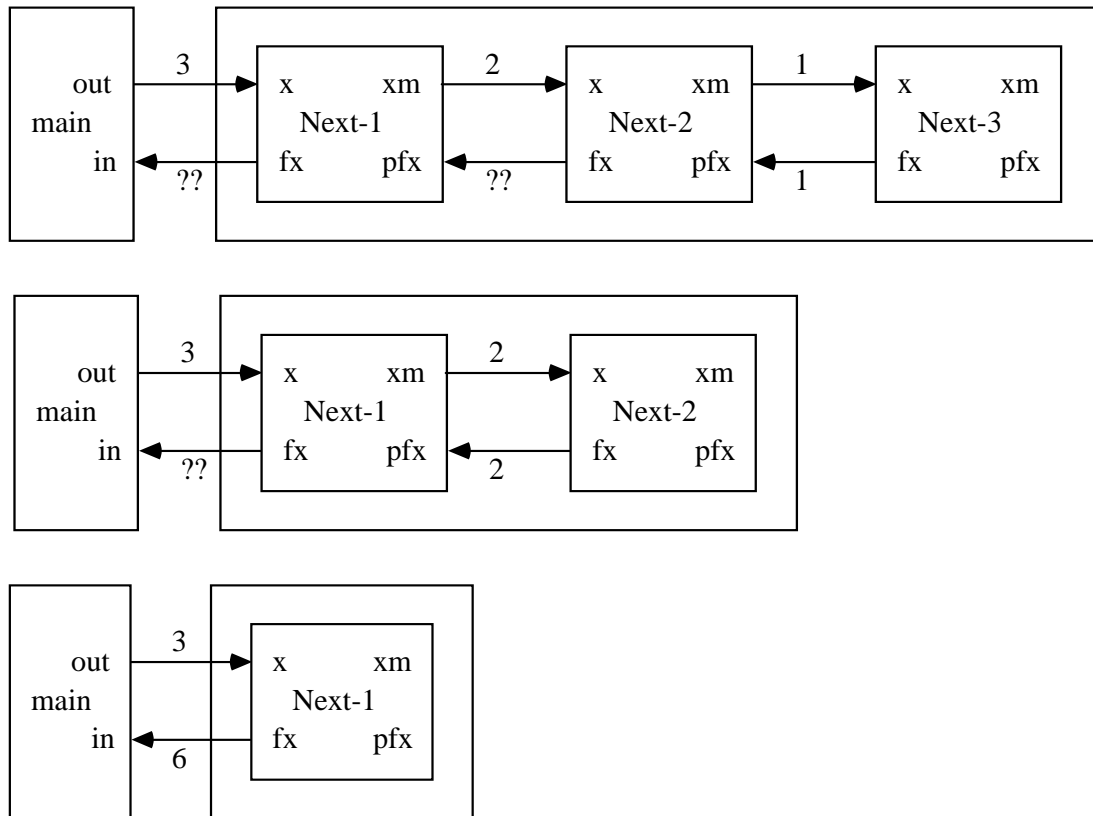 3 2 1
out x xm x xm x xm
main Next-1 Next-2 Next-3
in fx pfx fx pfx fx pfx
?? ?? 1
3 2
out x xm x xm
main Next-1 Next-2
in fx pfx fx pfx
?? 2
3
out x xm
main Next-1
in fx pfx
6